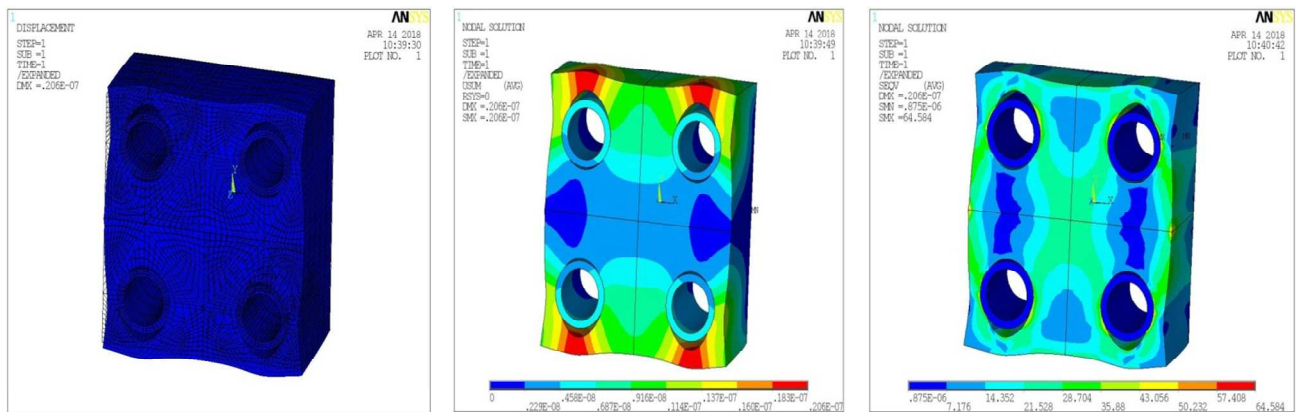 1
ANSYS
DISPLACEMENT
APR 14 2018
STEP=1
10:39:30
SUB =1
PLOT NO. 1
TIME=1
/EXPANDED
DMX =.206E-07
Y
Z
1
ANSYS
NODAL SOLUTION
APR 14 2018
STEP=1
10:39:49
SUB =1
PLOT NO. 1
TIME=1
/EXPANDED
USUM (AVG)
RSYS=0
DMX =.206E-07
SMX =.206E-07
X
MN
0 .458E-08 .916E-08 .137E-07 .183E-07
.229E-08 .687E-08 .114E-07 .160E-07 .206E-07
1
ANSYS
NODAL SOLUTION
APR 14 2018
STEP=1
10:40:42
SUB =1
PLOT NO. 1
TIME=1
/EXPANDED
SEQV (AVG)
DMX =.206E-07
SMN =.875E-06
SMX =64.584
MN
X
.875E-06 14.352 28.704 43.056 57.408
7.176 21.528 35.88 50.232 64.584